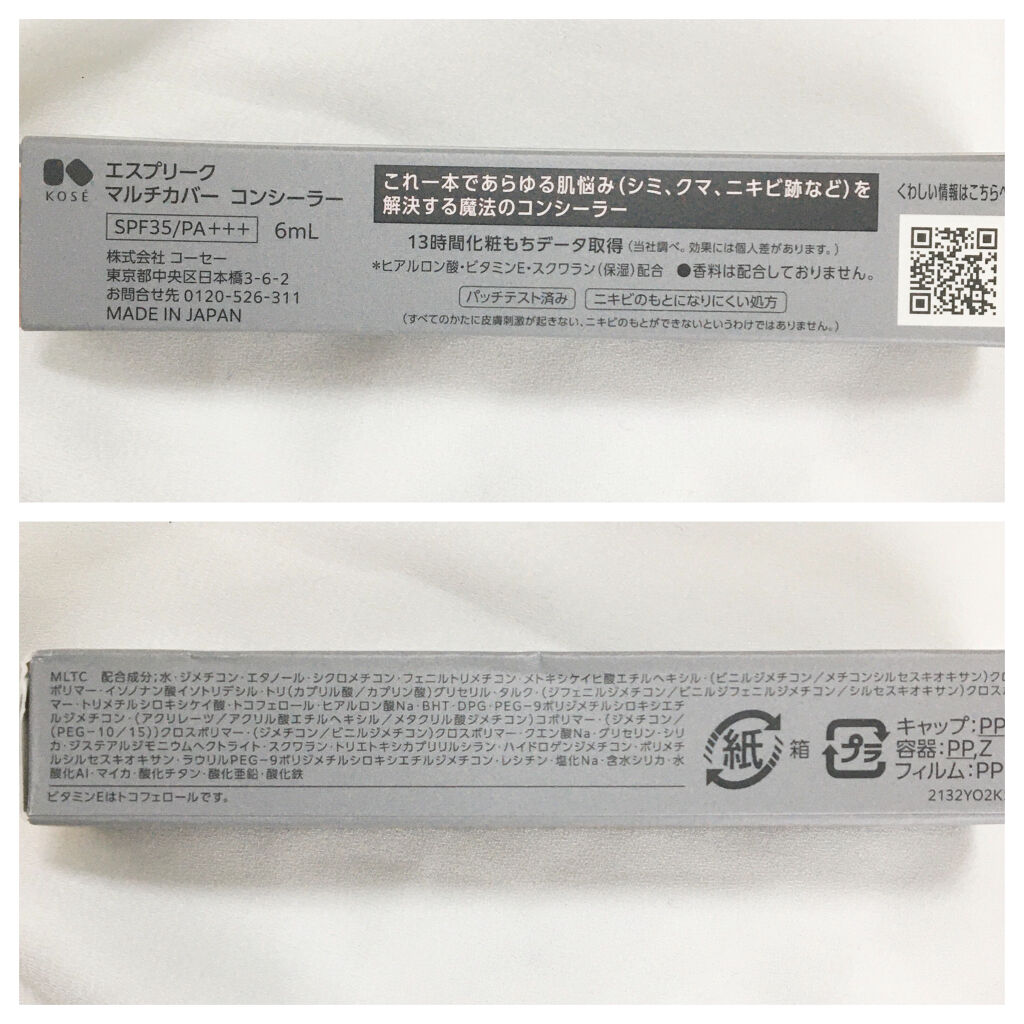 KOSÉ
エスプリーク
マルチカバー コンシーラー
SPF35/PA+++ 6mL
株式会社 コーセー
東京都中央区日本橋3-6-2
お問合せ先 0120-526-311
MADE IN JAPAN
これ一本であらゆる肌悩み(シミ、クマ、ニキビ跡など)を
解決する魔法のコンシーラー
13時間化粧もちデータ取得(当社調べ。効果には個人差があります。)
*ヒアルロン酸・ビタミンE・スクワラン(保湿)配合 ●香料は配合しておりません。
パッチテスト済み ニキビのもとになりにくい処方
(すべてのかたに皮膚刺激が起きない、ニキビのもとができないというわけではありません。)
くわしい情報はこちらへ
MLTC 配合成分;水・ジメチコン・エタノール・シクロメチコン・フェニルトリメチコン・メトキシケイヒ酸エチルヘキシル・(ビニルジメチコン/メチコンシルセスキオキサン)クロス
ポリマー・イソノナン酸イソトリデシル・トリ(カプリル酸/カプリン酸)グリセリル・タルク・(ジフェニルジメチコン/ビニルジフェニルジメチコン/シルセスキオキサン)クロスポリ
マー・トリメチルシロキシケイ酸・トコフェロール・ヒアルロン酸Na・BHT・DPG・PEG-9ポリジメチルシロキシエチ
ルジメチコン・(アクリレーツ/アクリル酸エチルヘキシル/メタクリル酸ジメチコン)コポリマー・(ジメチコン/
(PEG-10/15))クロスポリマー・(ジメチコン/ビニルジメチコン)クロスポリマー・クエン酸Na・グリセリン・シリ
カ・ジステアルジモニウムヘクトライト・スクワラン・トリエトキシカプリリルシラン・ハイドロゲンジメチコン・ポリメチ
ルシルセスキオキサン・ラウリルPEG-9ポリジメチルシロキシエチルジメチコン・レシチン・塩化Na・含水シリカ・水
酸化Al・マイカ・酸化チタン・酸化亜鉛・酸化鉄
ビタミンEはトコフェロールです。
紙 箱
プラ
キャップ:PP
容器:PP,Z
フィルム:PP
2132YO2K